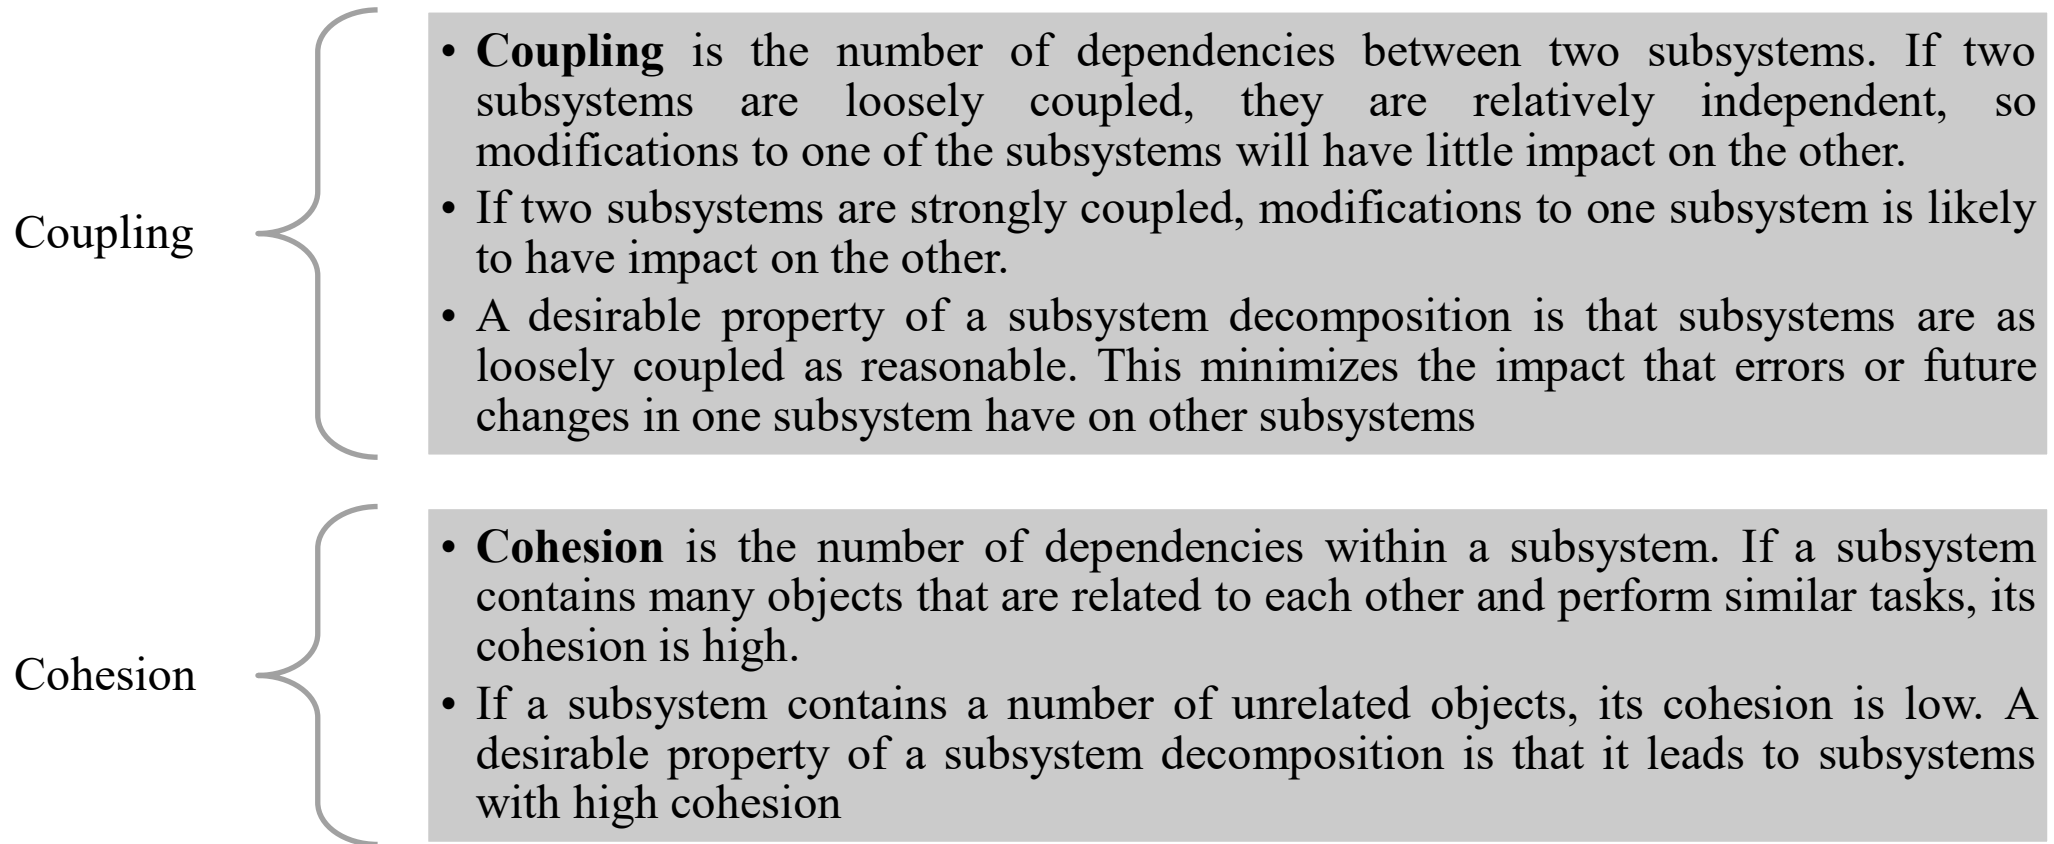 Coupling
• Coupling is the number of dependencies between two subsystems. If two
subsystems are loosely coupled, they are relatively independent, so
modifications to one of the subsystems will have little impact on the other.
• If two subsystems are strongly coupled, modifications to one subsystem is likely
to have impact on the other.
• A desirable property of a subsystem decomposition is that subsystems are as
loosely coupled as reasonable. This minimizes the impact that errors or future
changes in one subsystem have on other subsystems
Cohesion
• Cohesion is the number of dependencies within a subsystem. If a subsystem
contains many objects that are related to each other and perform similar tasks, its
cohesion is high.
• If a subsystem contains a number of unrelated objects, its cohesion is low. A
desirable property of a subsystem decomposition is that it leads to subsystems
with high cohesion